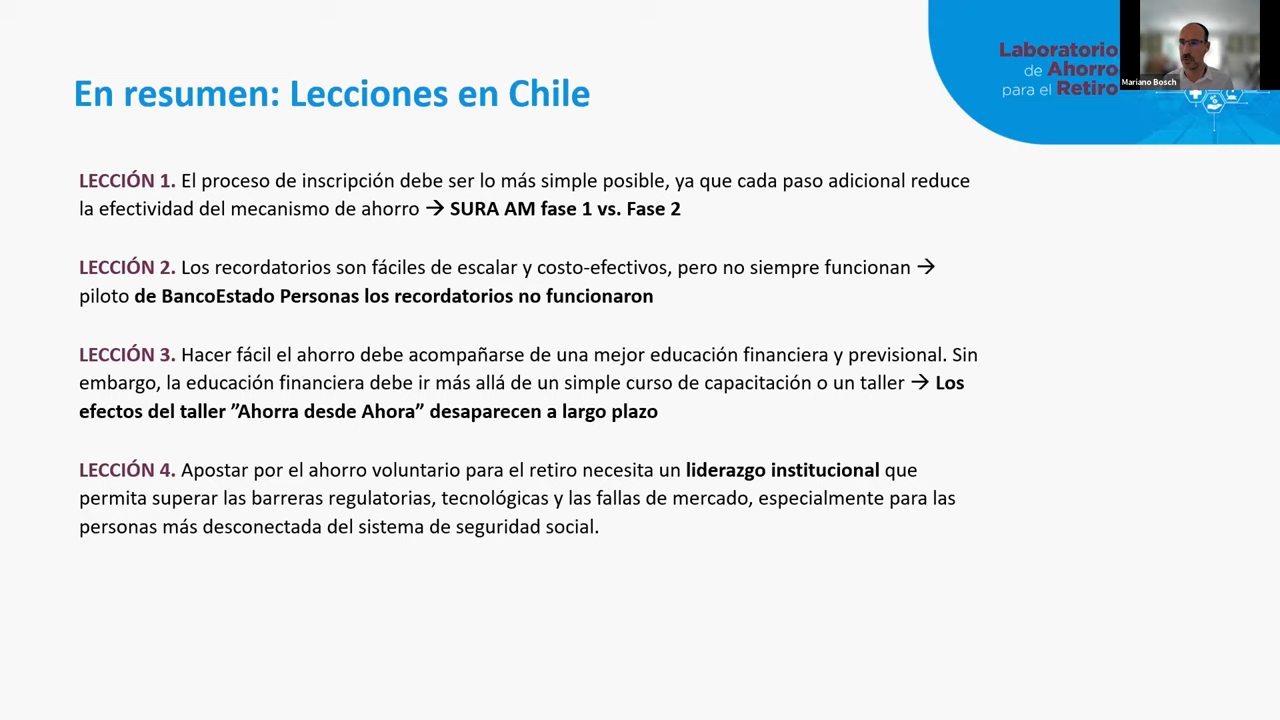 En resumen: Lecciones en Chile
Laboratorio
de Ahorro
para el Retiro
Mariano Bosch
LECCIÓN 1. El proceso de inscripción debe ser lo más simple posible, ya que cada paso adicional reduce
la efectividad del mecanismo de ahorro → SURA AM fase 1 vs. Fase 2
LECCIÓN 2. Los recordatorios son fáciles de escalar y costo-efectivos, pero no siempre funcionan →
piloto de BancoEstado Personas los recordatorios no funcionaron
LECCIÓN 3. Hacer fácil el ahorro debe acompañarse de una mejor educación financiera y previsional. Sin
embargo, la educación financiera debe ir más allá de un simple curso de capacitación o un taller → Los
efectos del taller ”Ahorra desde Ahora” desaparecen a largo plazo
LECCIÓN 4. Apostar por el ahorro voluntario para el retiro necesita un liderazgo institucional que
permita superar las barreras regulatorias, tecnológicas y las fallas de mercado, especialmente para las
personas más desconectada del sistema de seguridad social.